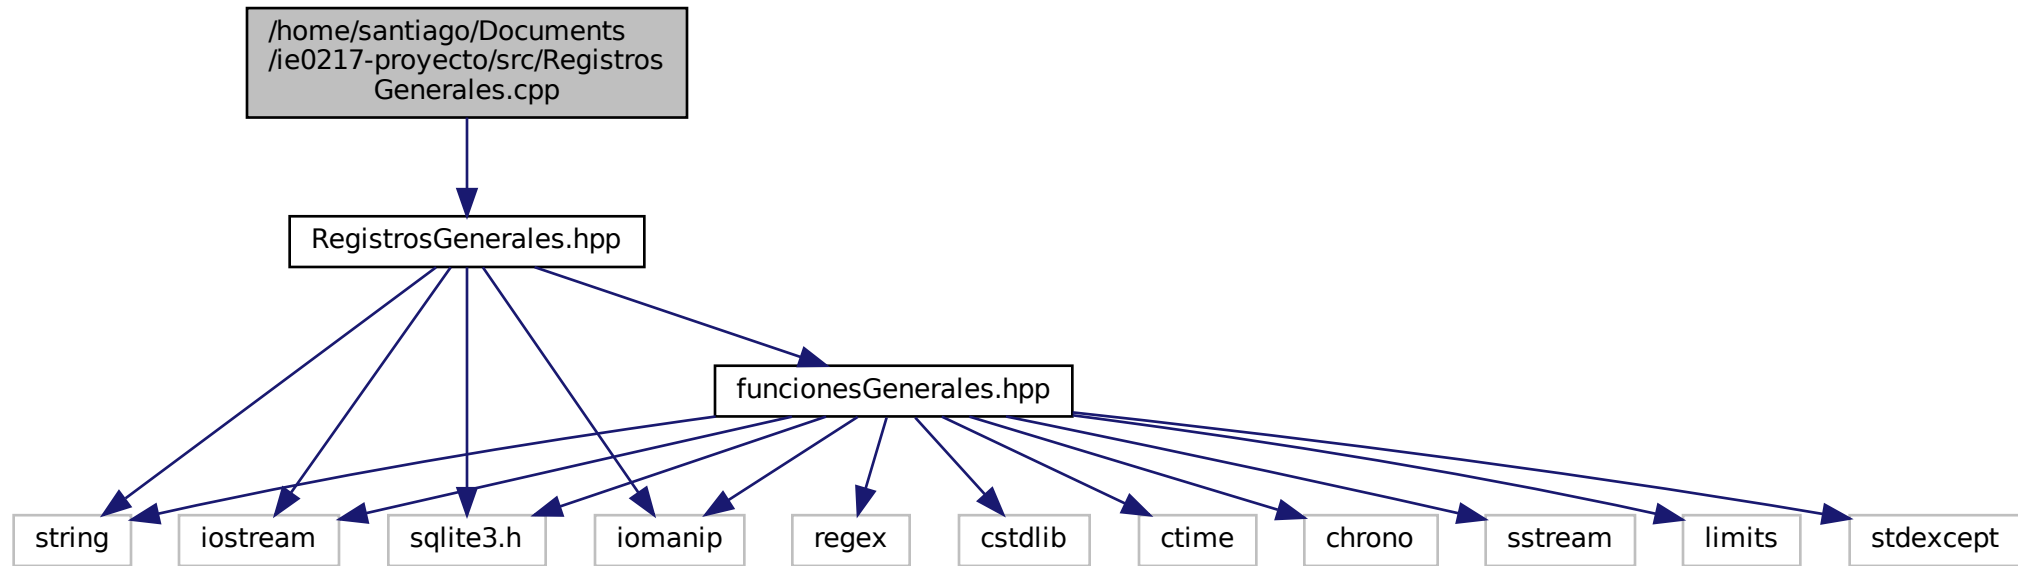 /home/santiago/Documents
/ie0217-proyecto/src/Registros
Generales.cpp
RegistrosGenerales.hpp
funcionesGenerales.hpp
string
iostream
sqlite3.h
iomanip
regex
cstdlib
ctime
chrono
sstream
limits
stdexcept